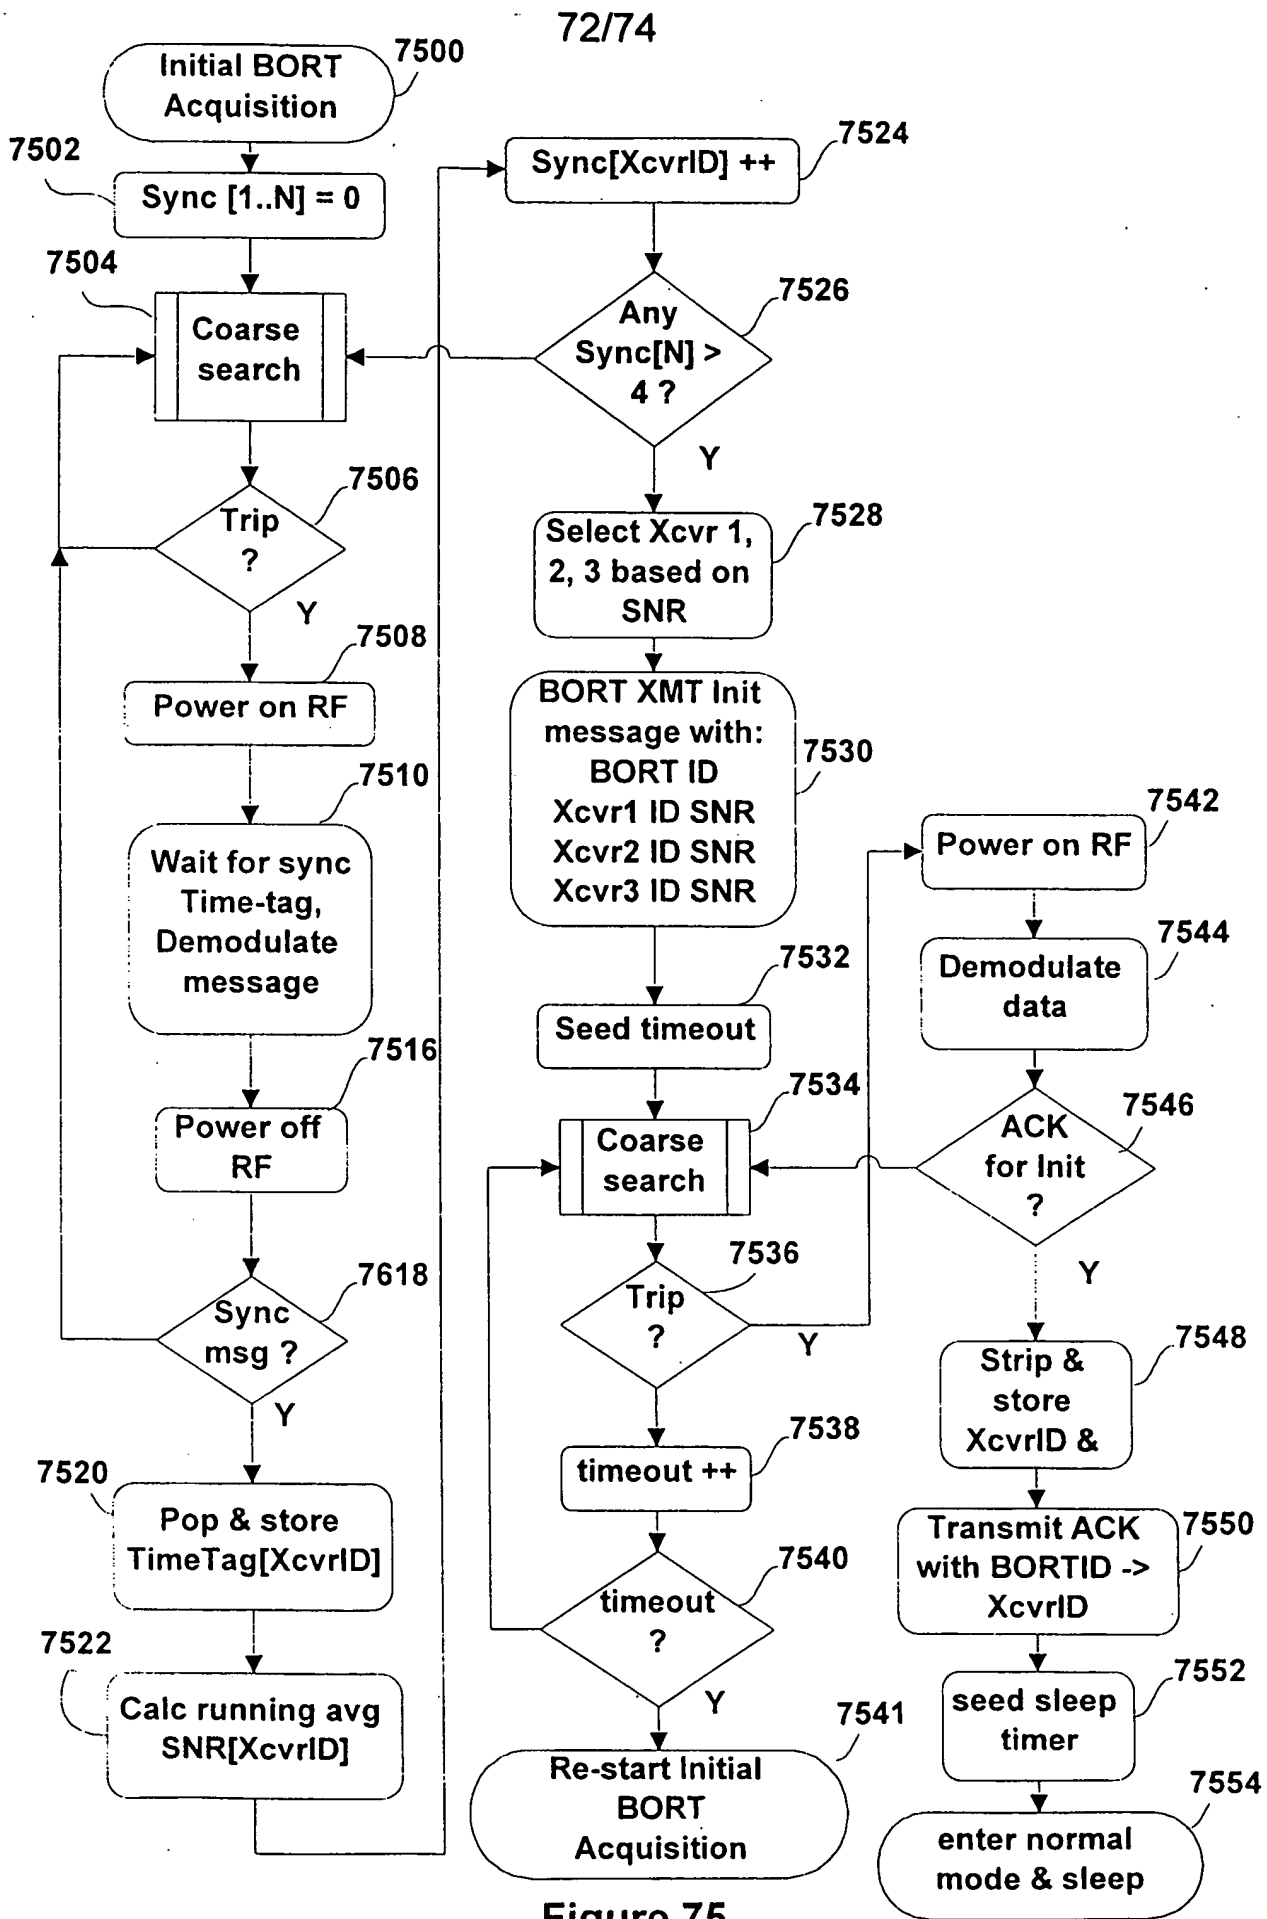 72/74
Initial BORT
Acquisition
7500
7502
Sync [1..N] = 0
7504
Coarse
search
7506
Trip
?
Y
7508
Power on RF
7510
Wait for sync
Time-tag,
Demodulate
message
7516
Power off
RF
7618
Sync
msg ?
Y
7520
Pop & store
TimeTag[XcvrID]
7522
Calc running avg
SNR[XcvrID]
7524
Sync[XcvrID] ++
7526
Any
Sync[N] >
4 ?
Y
7528
Select Xcvr 1,
2, 3 based on
SNR
BORT XMT Init
message with:
BORT ID
Xcvr1 ID SNR
Xcvr2 ID SNR
Xcvr3 ID SNR
7530
7532
Seed timeout
7534
Coarse
search
7536
Trip
?
Y
7538
timeout ++
7540
timeout
?
Y
7541
Re-start Initial
BORT
Acquisition
7542
Power on RF
7544
Demodulate
data
7546
ACK
for Init
?
Y
7548
Strip &
store
XcvrID &
Transmit ACK
with BORTID ->
XcvrID
7550
7552
seed sleep
timer
7554
enter normal
mode & sleep
Figure 75